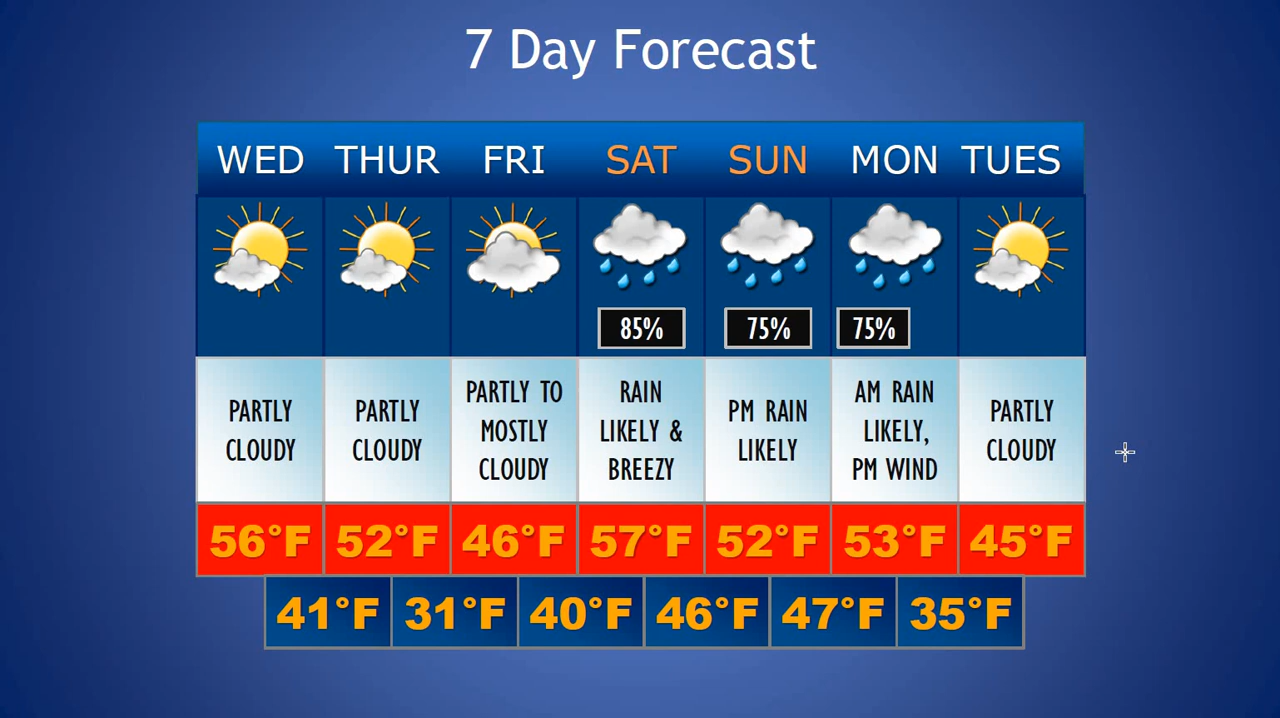 7 Day Forecast
WED THUR FRI SAT SUN MON TUES
85% 75% 75%
PARTLY
CLOUDY
PARTLY
CLOUDY
PARTLY TO
MOSTLY
CLOUDY
RAIN
LIKELY &
BREEZY
PM RAIN
LIKELY
AM RAIN
LIKELY,
PM WIND
PARTLY
CLOUDY
56°F 52°F 46°F 57°F 52°F 53°F 45°F
41°F 31°F 40°F 46°F 47°F 35°F